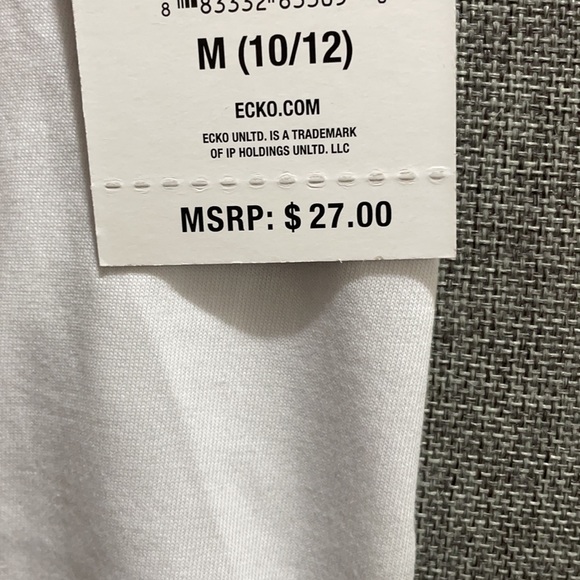 M (10/12)
ECKO.COM
ECKO UNLTD. IS A TRADEMARK
OF IP HOLDINGS UNLTD. LLC
MSRP: $ 27.00